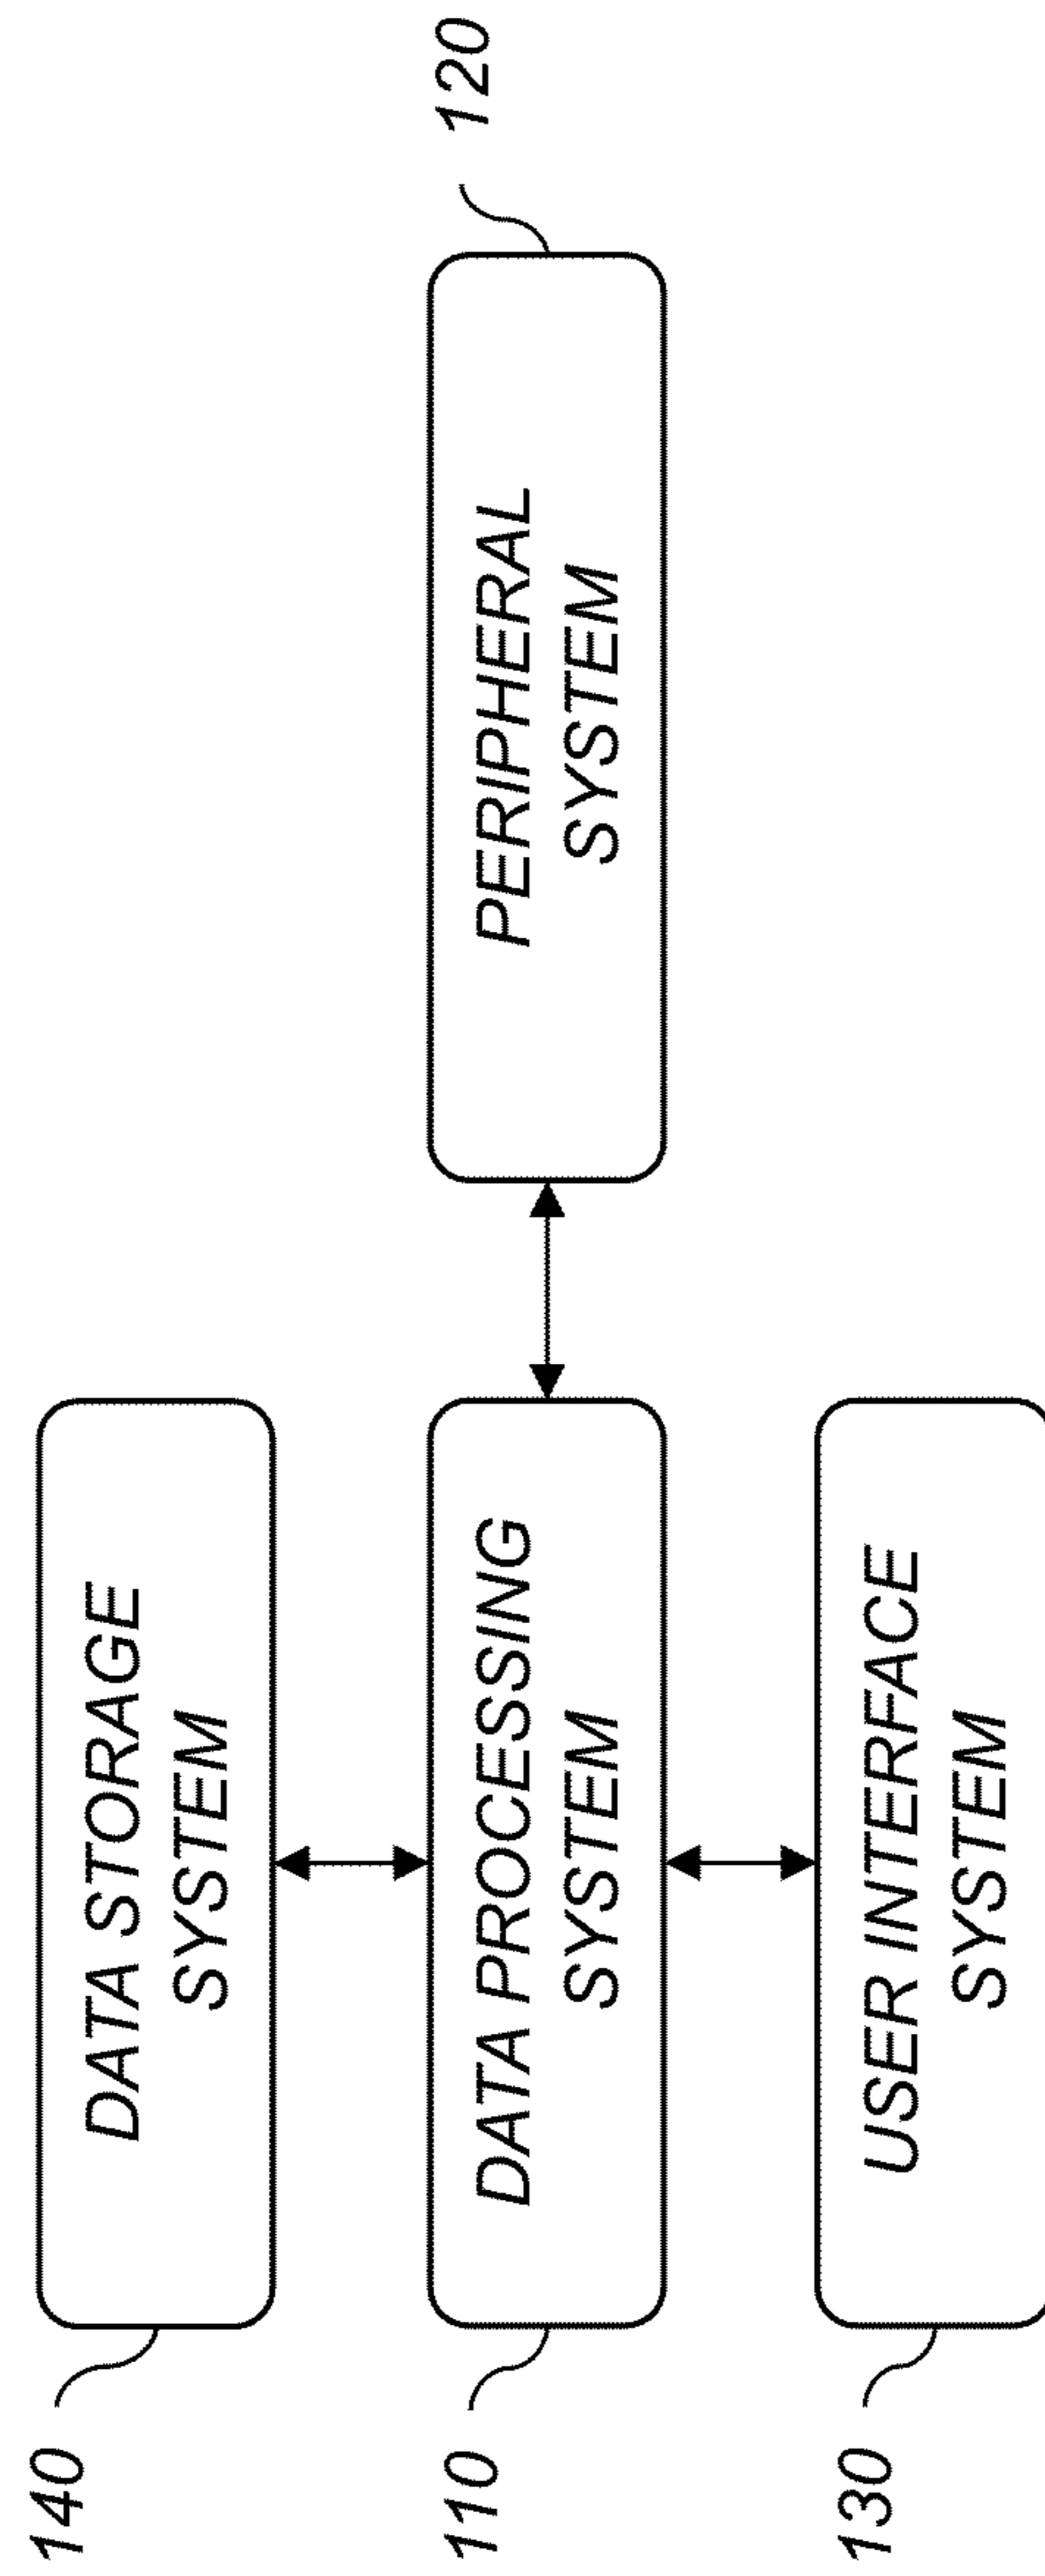 140
DATA STORAGE
SYSTEM
110
DATA PROCESSING
SYSTEM
PERIPHERAL
SYSTEM
120
130
USER INTERFACE
SYSTEM